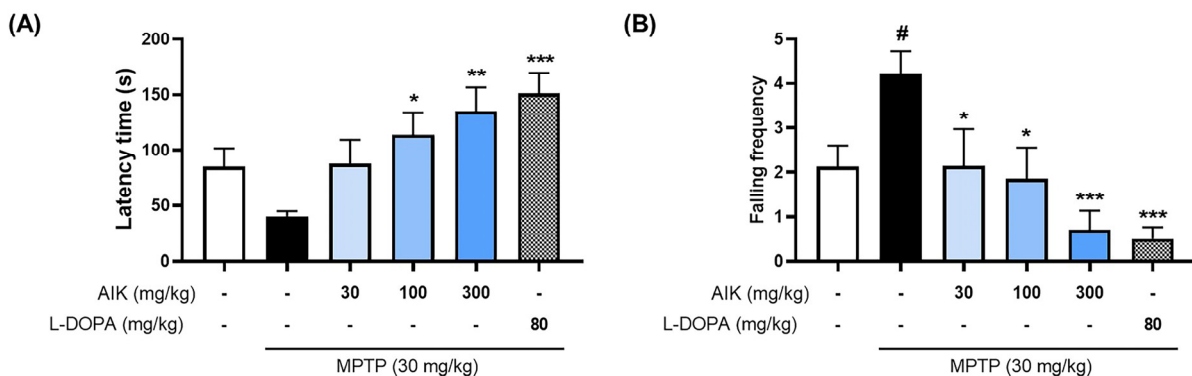 (A)
Latency time (s)
200
150
100
50
0
* ** ***
AIK (mg/kg) - - 30 100 300 -
L-DOPA (mg/kg) - - - - - 80
MPTP (30 mg/kg)
(B)
Falling frequency
5
4
3
2
1
0
# * * *** ***
AIK (mg/kg) - - 30 100 300 -
L-DOPA (mg/kg) - - - - - 80
MPTP (30 mg/kg)